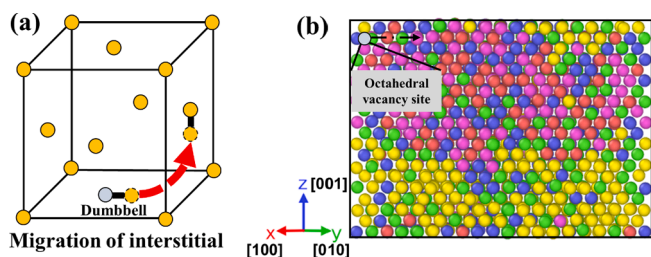 (a)
Dumbbell
Migration of interstitial
(b)
Octahedral
vacancy site
z [001]
x y
[100] [010]